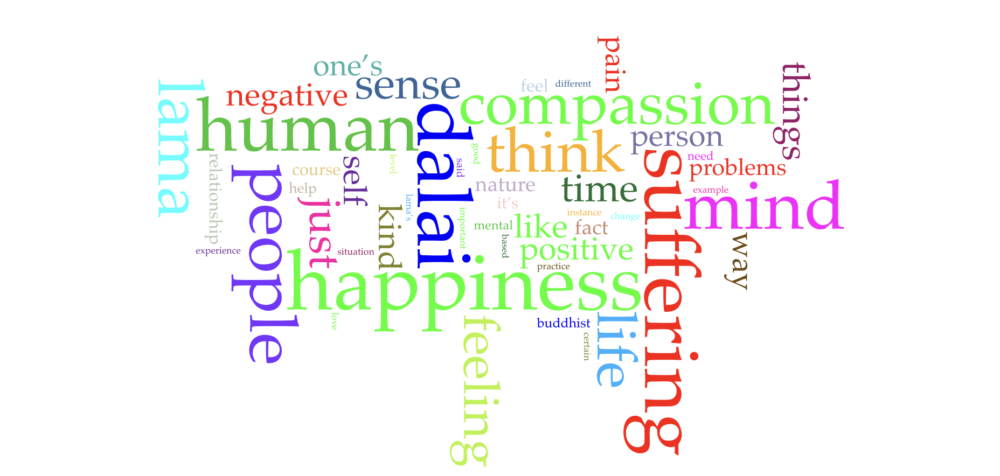 pain
one’s
things
sense
negative
lama
feel
different
compassion
human
dalai
think
person
good
suffering
need
problems
relationship
people
course
self
level
said
nature
time
help
example
mind
lama’s
it’s
just
kind
important
instance
change
mental
like
fact
based
positive
way
experience
situation
practice
happiness
love
feeling
buddhist
certain
life